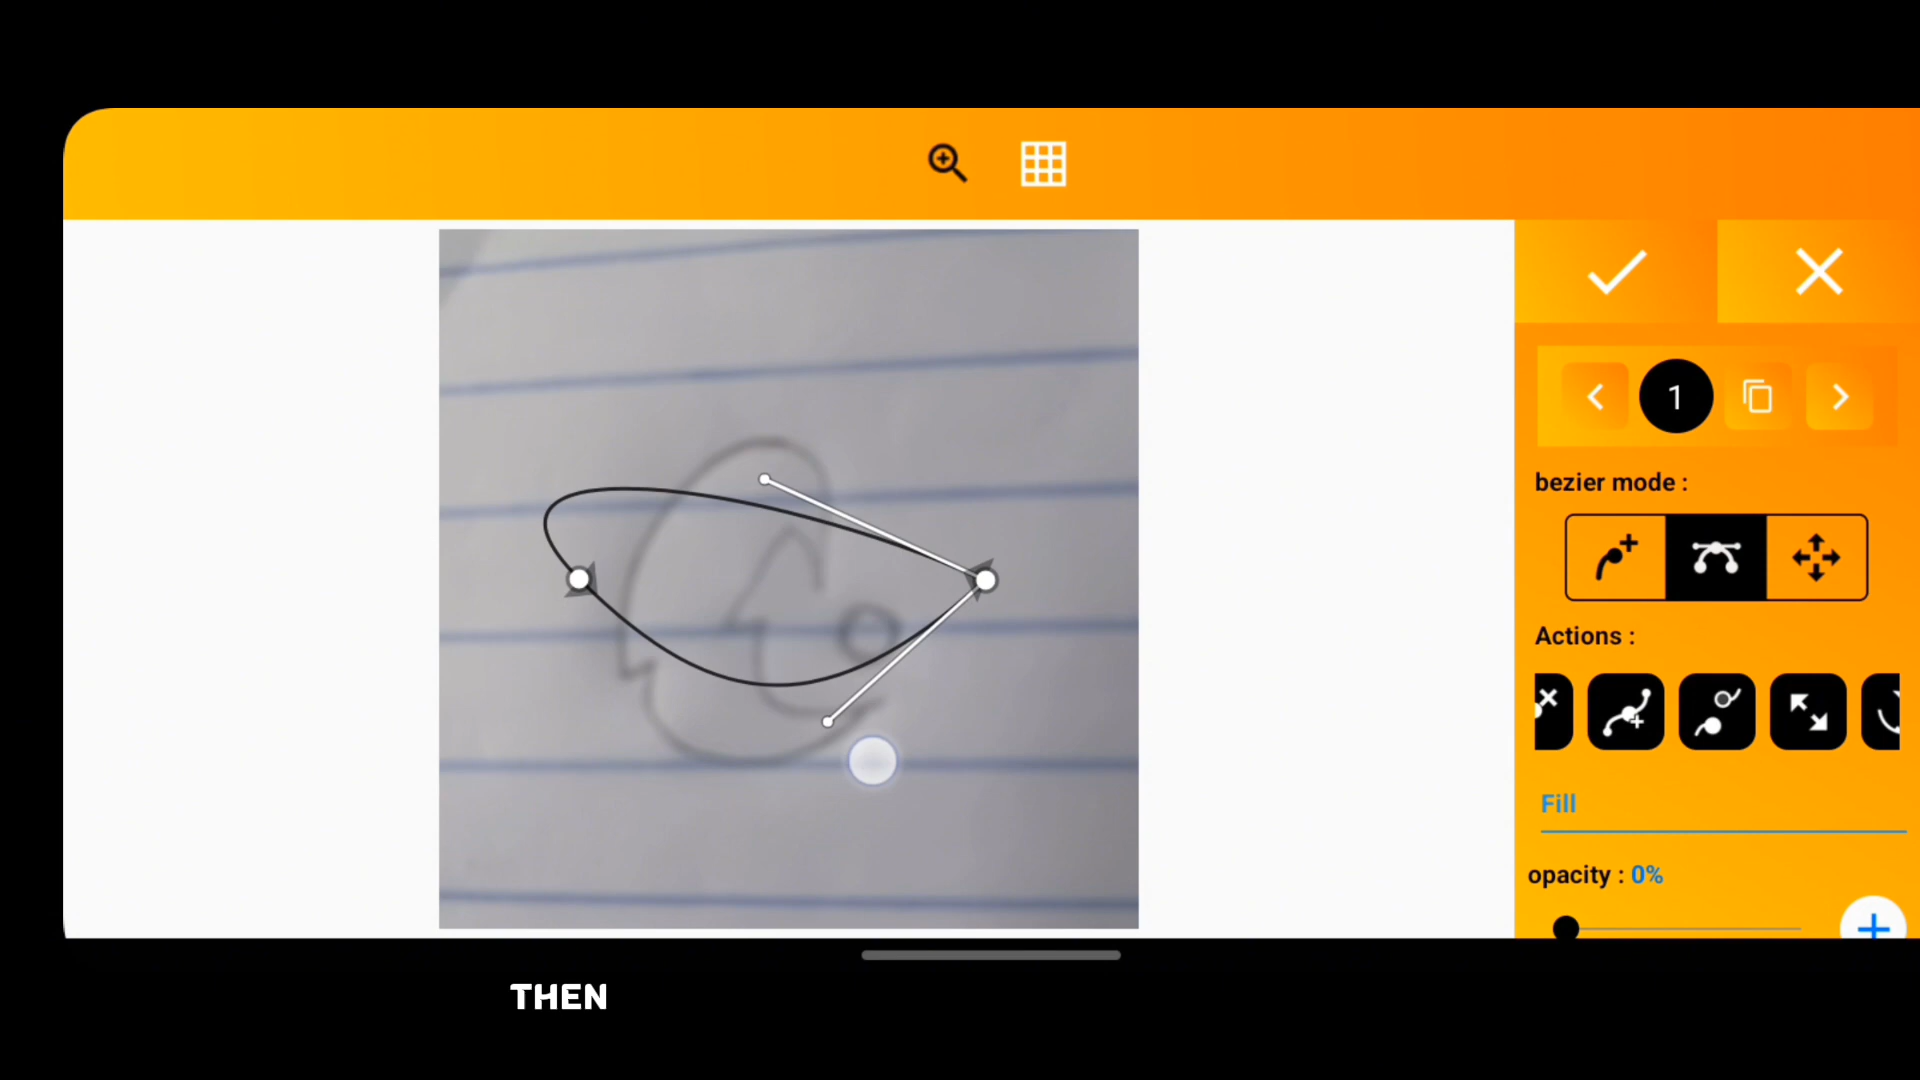 1
bezier mode :
Actions :
Fill
opacity : 0%
THEN